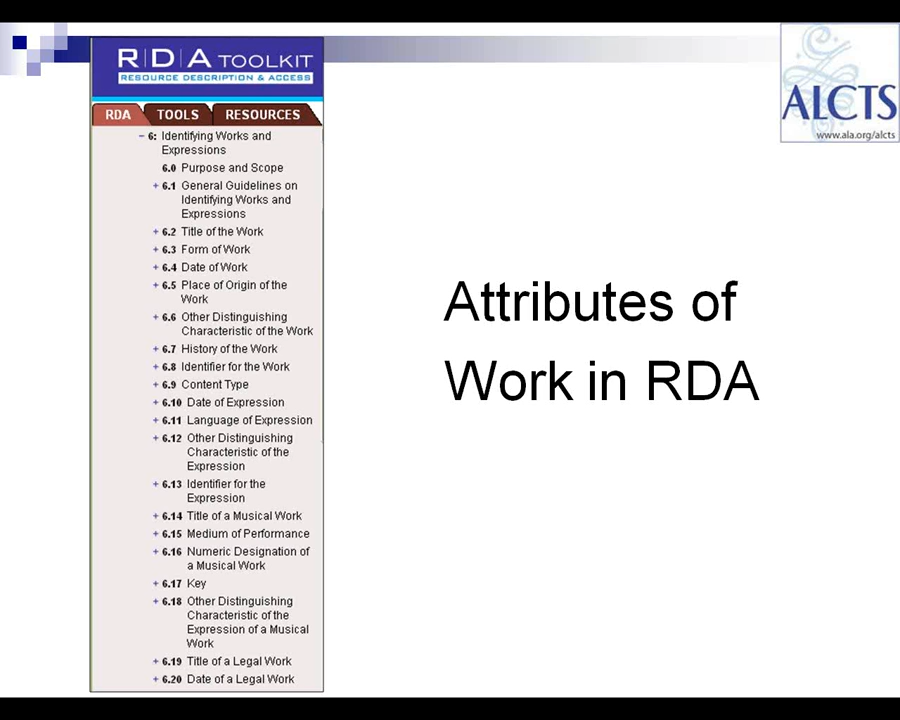 R|D|A TOOLKIT
RESOURCE DESCRIPTION & ACCESS
RDA TOOLS RESOURCES
− 6: Identifying Works and
Expressions
6.0 Purpose and Scope
+ 6.1 General Guidelines on
Identifying Works and
Expressions
+ 6.2 Title of the Work
+ 6.3 Form of Work
+ 6.4 Date of Work
+ 6.5 Place of Origin of the
Work
+ 6.6 Other Distinguishing
Characteristic of the Work
+ 6.7 History of the Work
+ 6.8 Identifier for the Work
+ 6.9 Content Type
+ 6.10 Date of Expression
+ 6.11 Language of Expression
+ 6.12 Other Distinguishing
Characteristic of the
Expression
+ 6.13 Identifier for the
Expression
+ 6.14 Title of a Musical Work
+ 6.15 Medium of Performance
+ 6.16 Numeric Designation of
a Musical Work
+ 6.17 Key
+ 6.18 Other Distinguishing
Characteristic of the
Expression of a Musical
Work
+ 6.19 Title of a Legal Work
+ 6.20 Date of a Legal Work
ALCTS
www.ala.org/alcts
Attributes of
Work in RDA